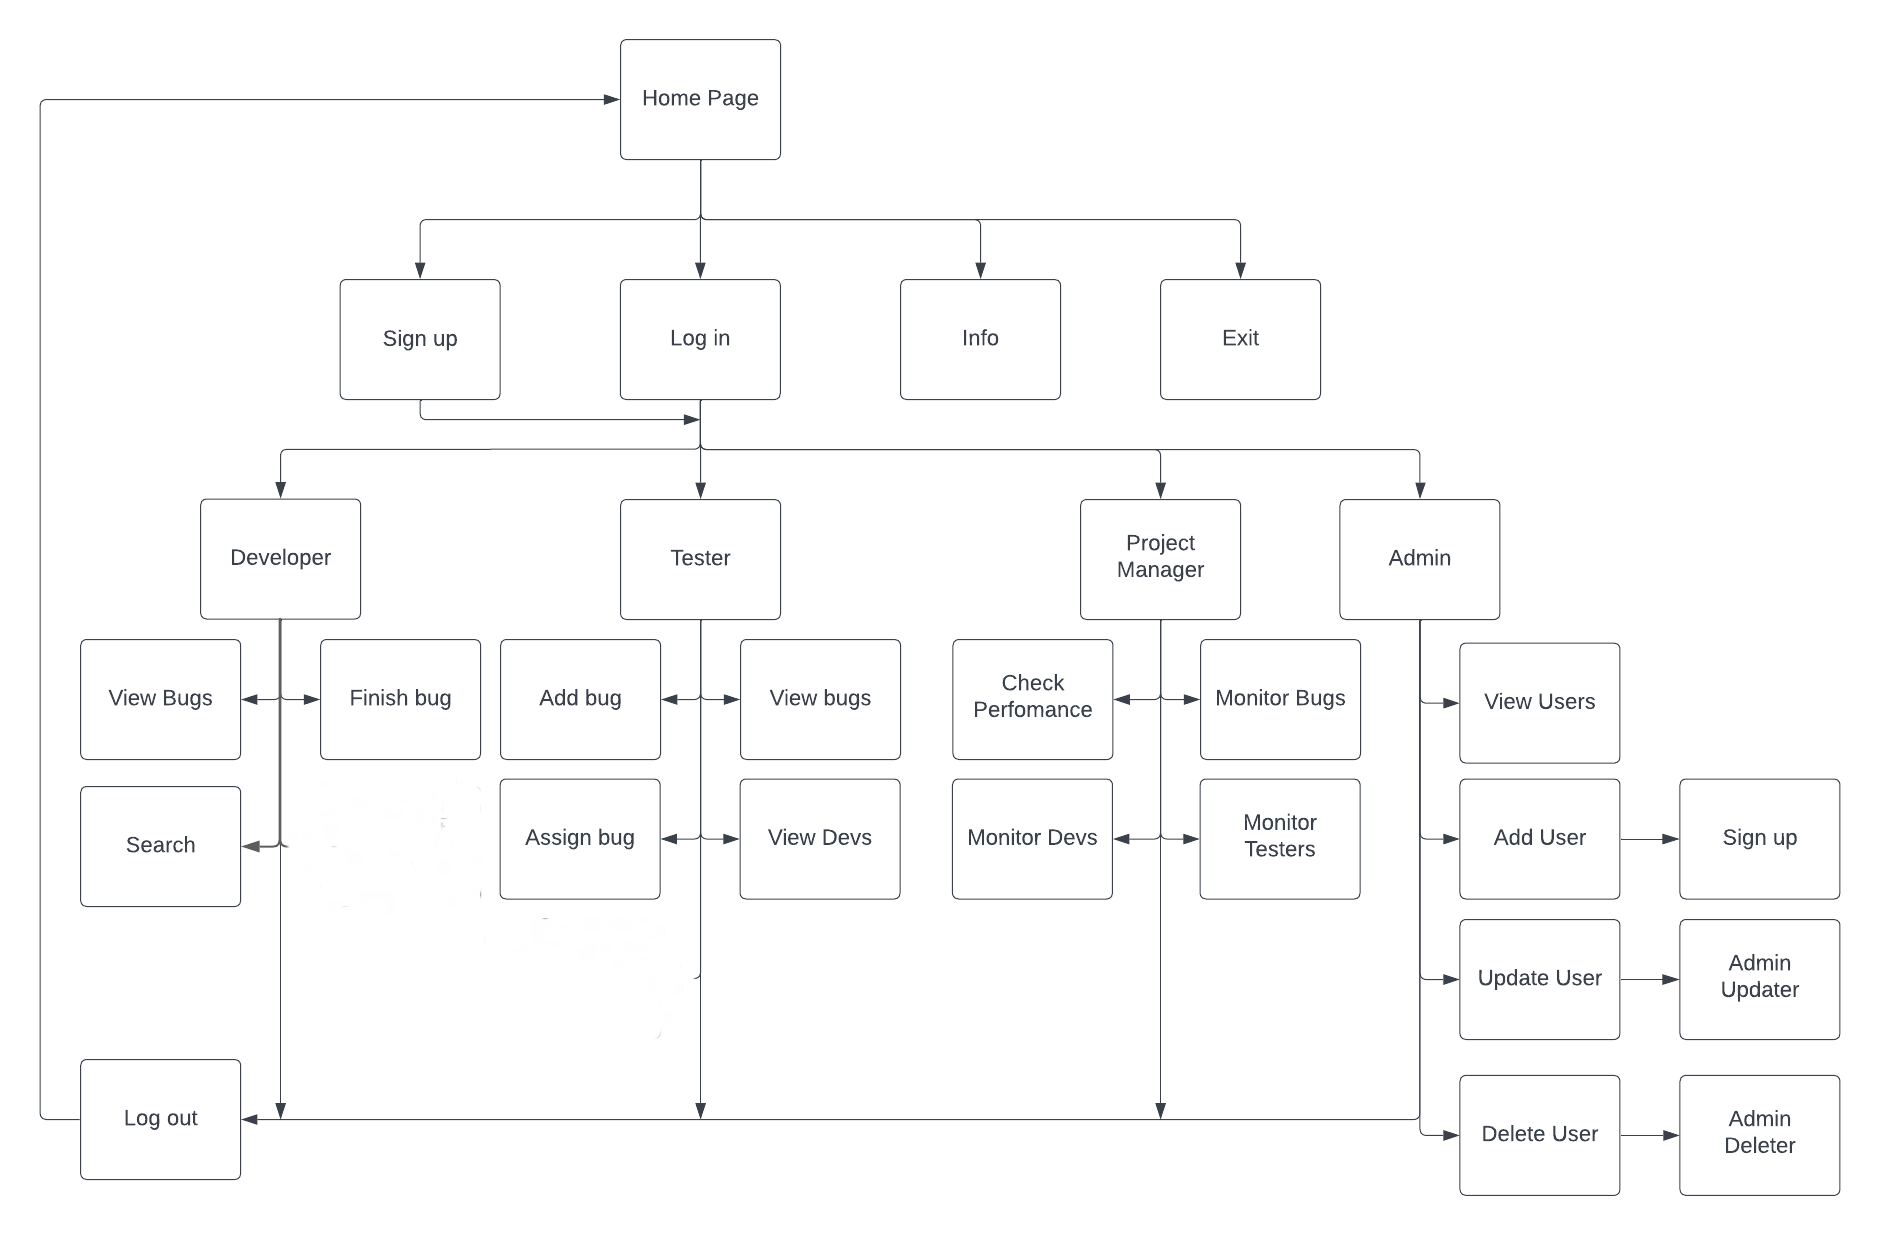 Home Page
Sign up
Log in
Info
Exit
Developer
Tester
Project
Manager
Admin
View Bugs
Finish bug
Add bug
View bugs
Check
Perfomance
Monitor Bugs
View Users
Search
Assign bug
View Devs
Monitor Devs
Monitor
Testers
Add User
Sign up
Update User
Admin
Updater
Log out
Delete User
Admin
Deleter